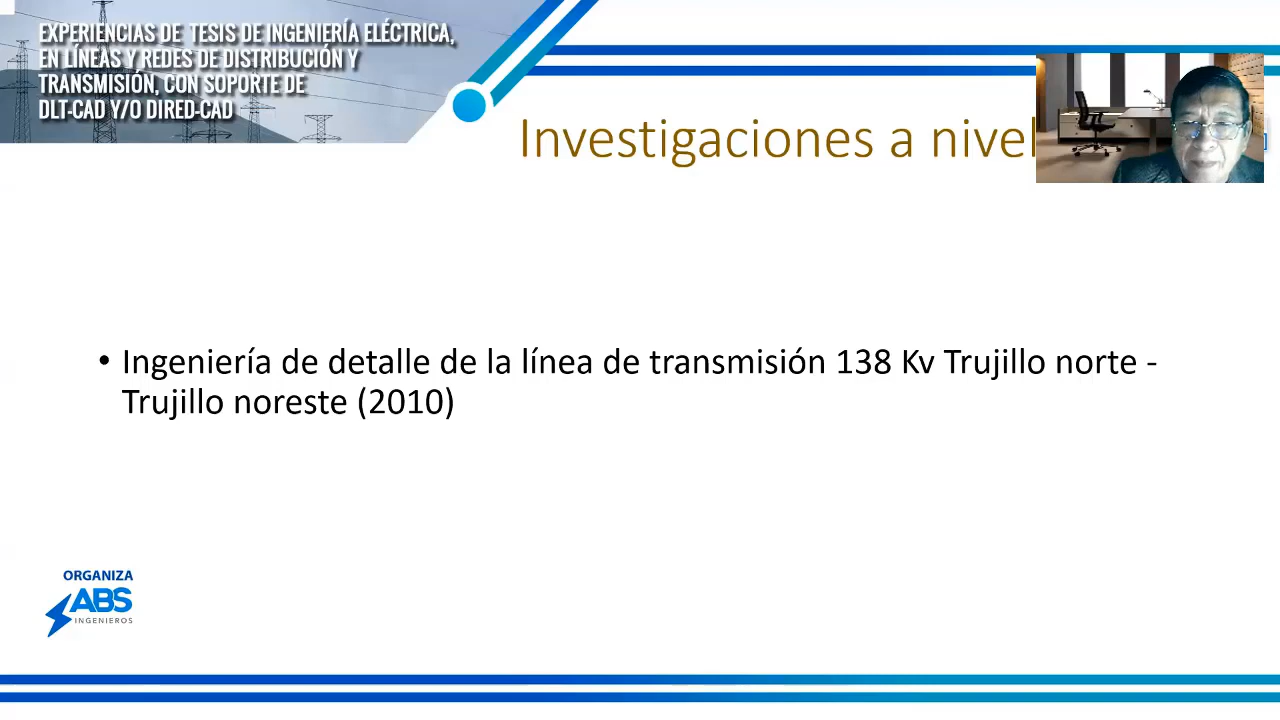 EXPERIENCIAS DE TESIS DE INGENIERÍA ELÉCTRICA,
EN LÍNEAS Y REDES DE DISTRIBUCIÓN Y
TRANSMISIÓN, CON SOPORTE DE
DLT-CAD Y/O DIRED-CAD
Investigaciones a nivel
• Ingeniería de detalle de la línea de transmisión 138 Kv Trujillo norte -
Trujillo noreste (2010)
ORGANIZA
ABS
INGENIEROS